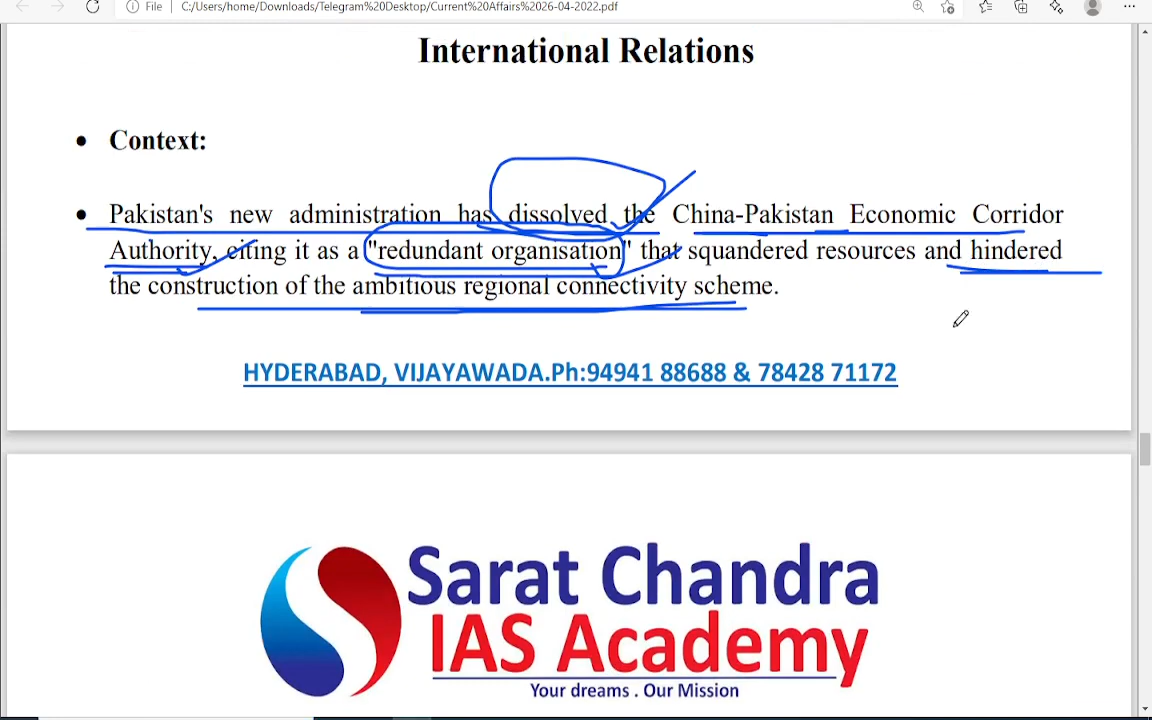 File
C:/Users/home/Downloads/Telegram%20Desktop/Current%20Affairs%2026-04-2022.pdf
International Relations
• Context:
• Pakistan's new administration has dissolved the China-Pakistan Economic Corridor
Authority, citing it as a "redundant organisation" that squandered resources and hindered
the construction of the ambitious regional connectivity scheme.
HYDERABAD, VIJAYAWADA.Ph:94941 88688 & 78428 71172
Sarat Chandra
IAS Academy
Your dreams . Our Mission